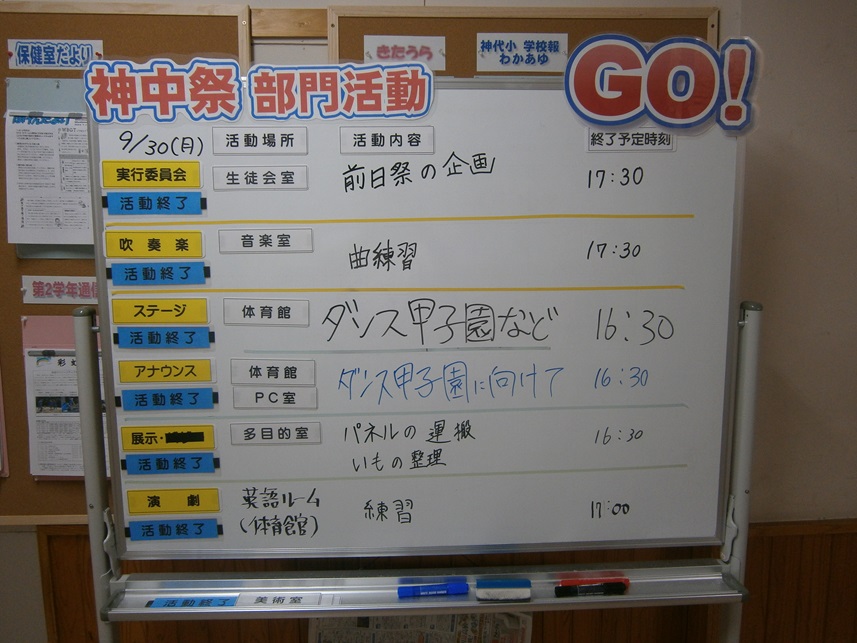 保健室だより
きたうら
神代小 学校報
わかあゆ
神中祭 部門活動 GO!
9/30(月) 活動場所 活動内容 終了予定時刻
実行委員会 生徒会室 前日祭の企画 17:30
活動終了
吹奏楽 音楽室 曲練習 17:30
活動終了
第2学年通信
ステージ 体育館 ダンス甲子園など 16:30
活動終了
アナウンス 体育館 ダンス甲子園に向けて 16:30
活動終了 PC室
展示・ 多目的室 パネルの運搬 16:30
活動終了 いもの整理
演劇 英語ルーム 練習 17:00
活動終了 (体育館)
活動終了 美術室